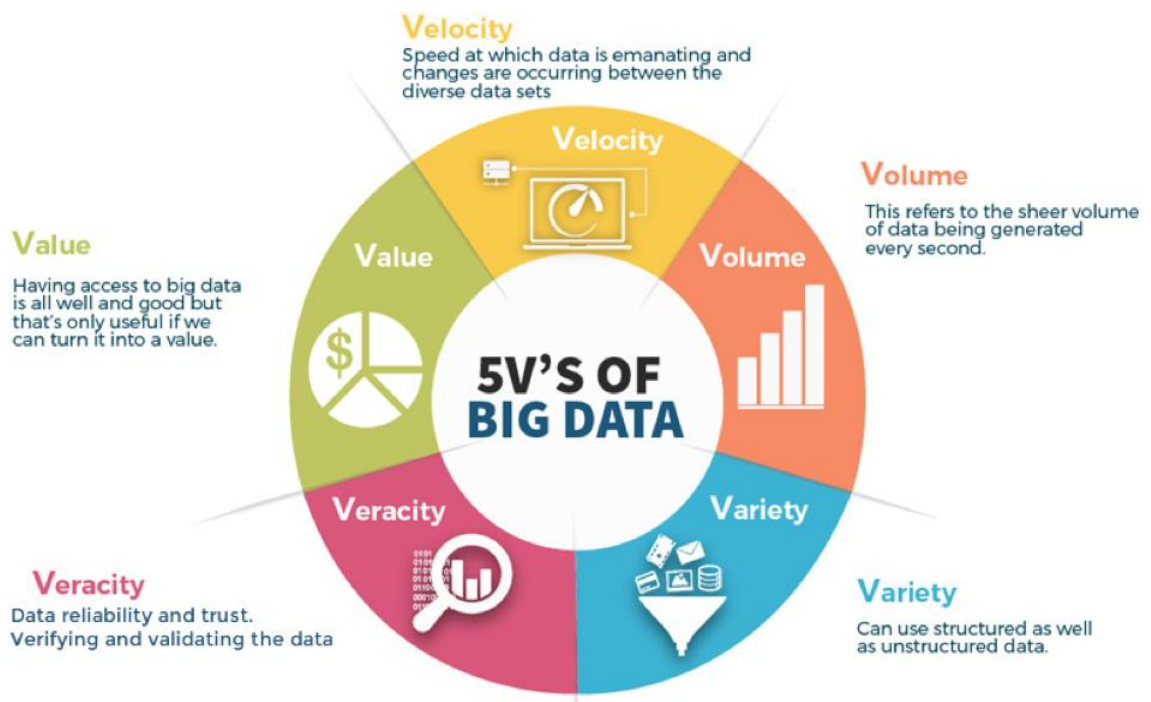 Velocity
Speed at which data is emanating and
changes are occurring between the
diverse data sets
Velocity
Volume
This refers to the sheer volume
of data being generated
every second.
Volume
Value
Having access to big data
is all well and good but
that's only useful if we
can turn it into a value.
Value
$
5V'S OF
BIG DATA
Veracity
Variety
Veracity
Data reliability and trust.
Verifying and validating the data
Variety
Can use structured as well
as unstructured data.